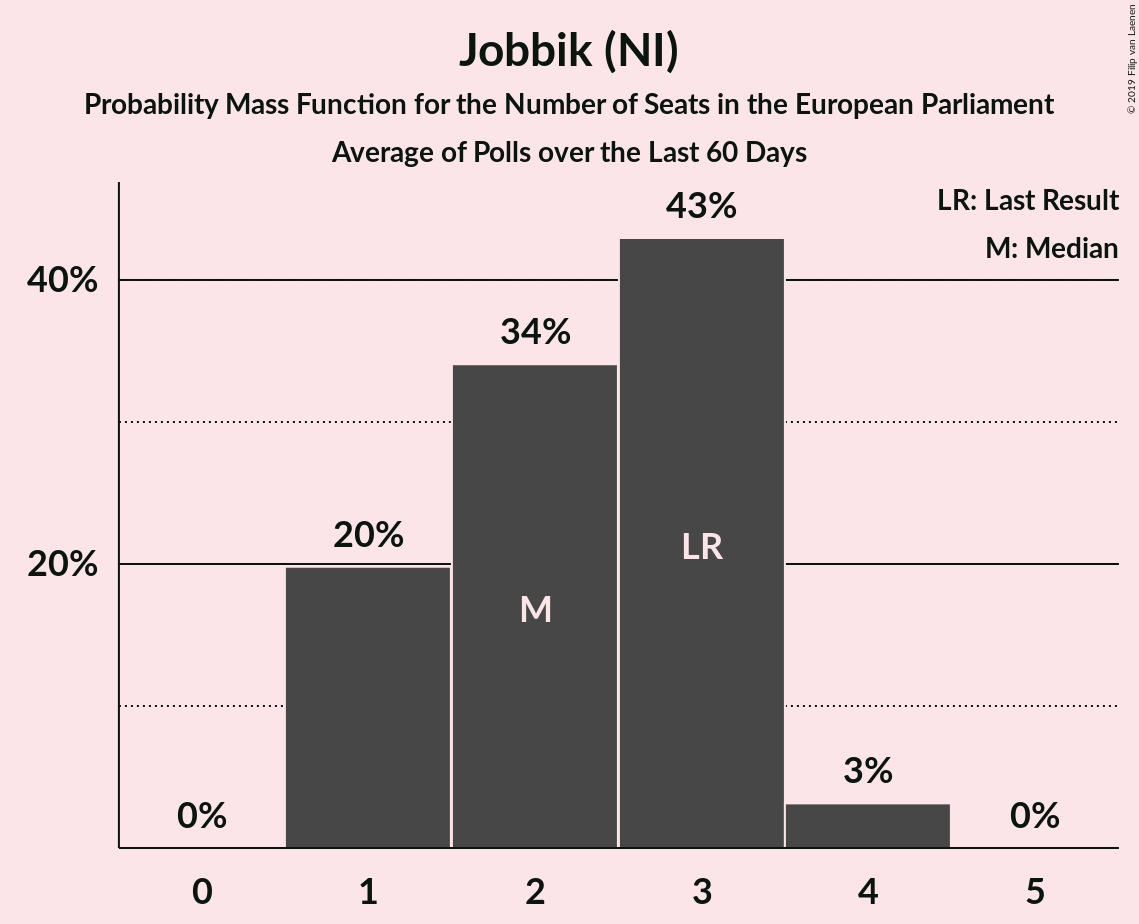 Jobbik (NI)
Probability Mass Function for the Number of Seats in the European Parliament
Average of Polls over the Last 60 Days
© 2019 Filip van Laenen
LR: Last Result
M: Median
43%
40%
34%
20%
20%
LR
M
3%
0%
0%
0 1 2 3 4 5